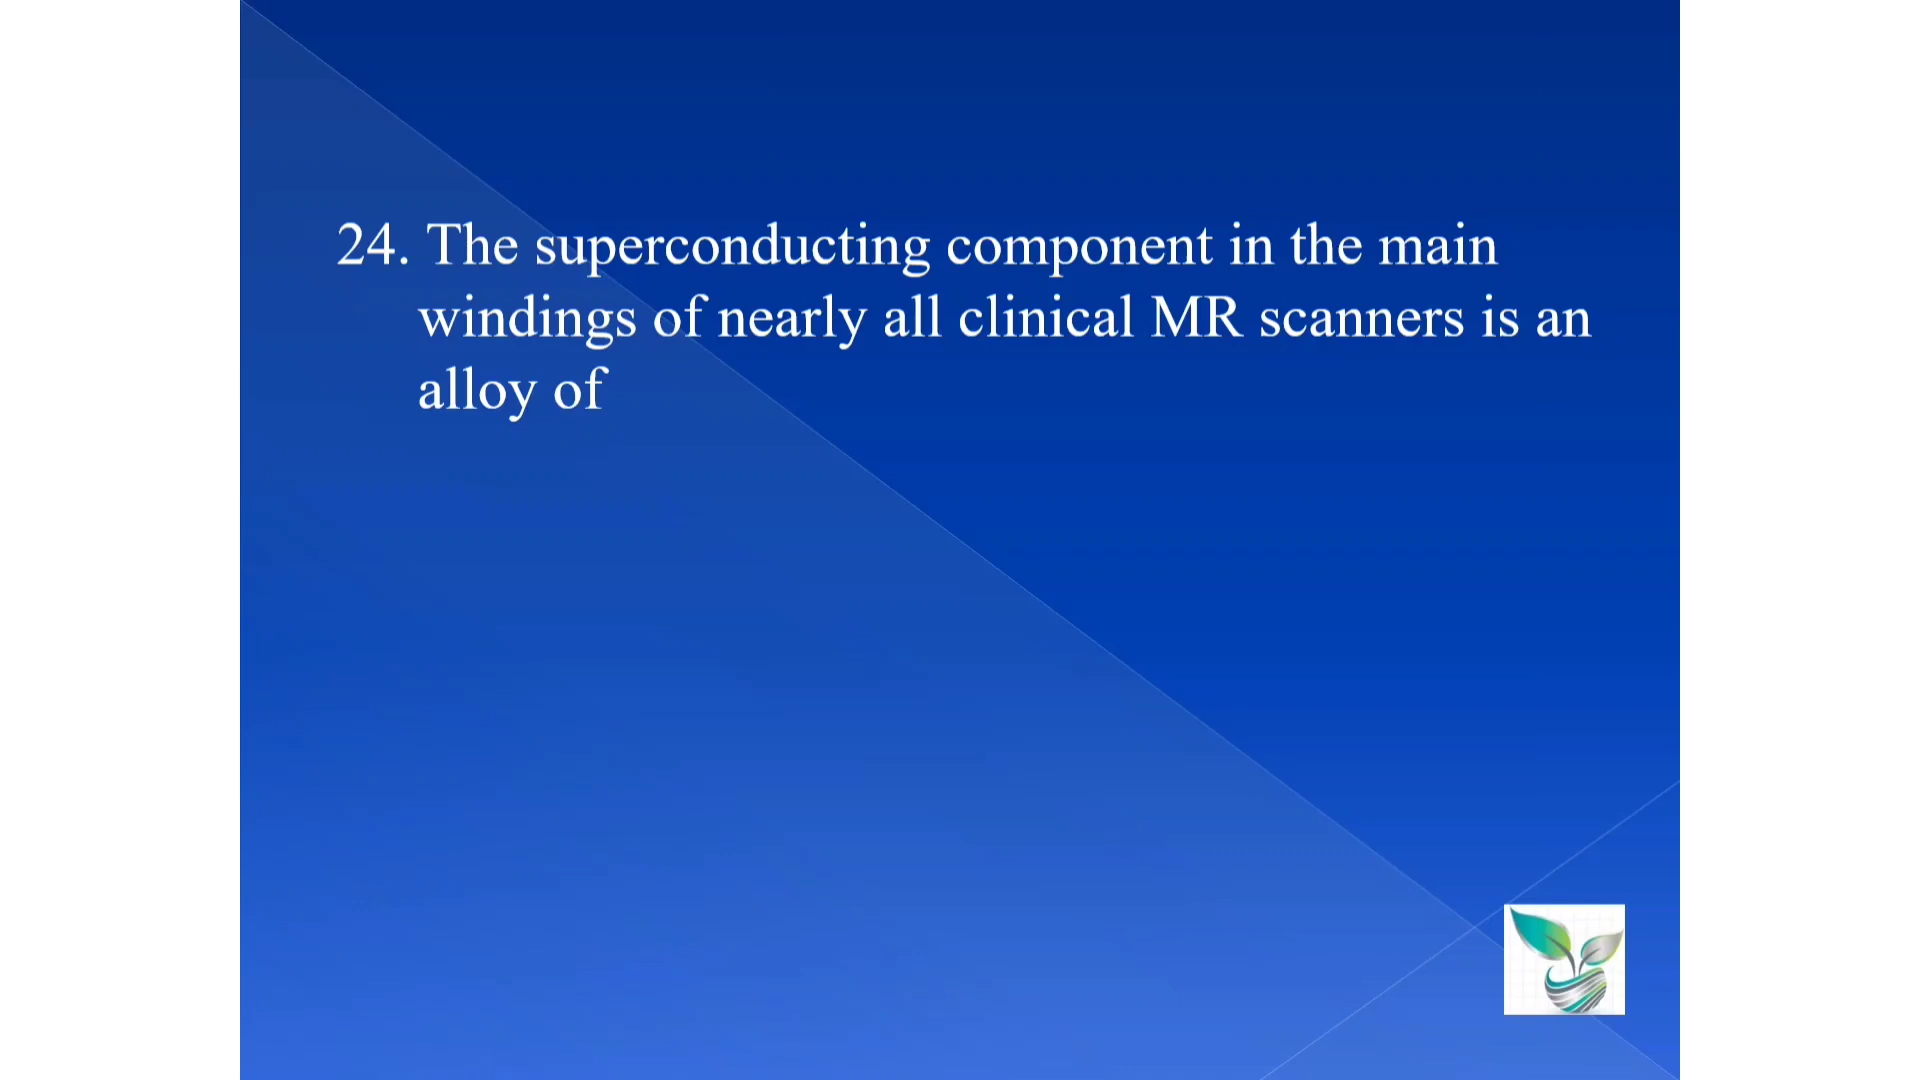 24. The superconducting component in the main
windings of nearly all clinical MR scanners is an
alloy of